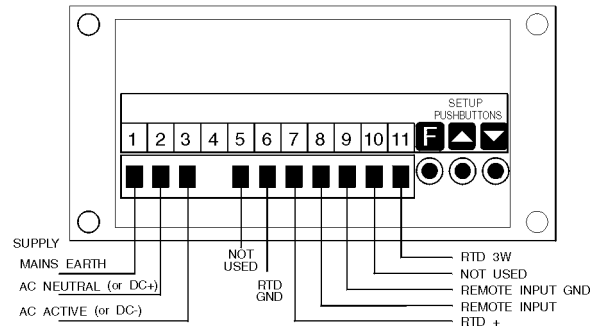 SETUP
PUSHBUTTONS
1 2 3 4 5 6 7 8 9 10 11 F
SUPPLY
MAINS EARTH
AC NEUTRAL (or DC+)
AC ACTIVE (or DC-)
NOT
USED
RTD
GND
RTD 3W
NOT USED
REMOTE INPUT GND
REMOTE INPUT
RTD +